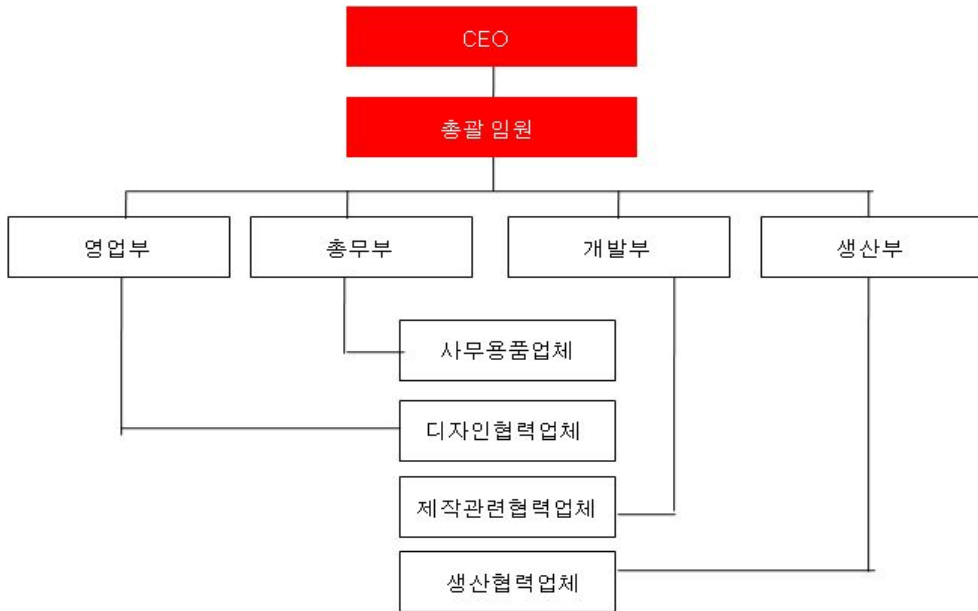 CEO
총괄 임원
영업부
총무부
개발부
생산부
사무용품업체
디자인협력업체
제작관련협력업체
생산협력업체